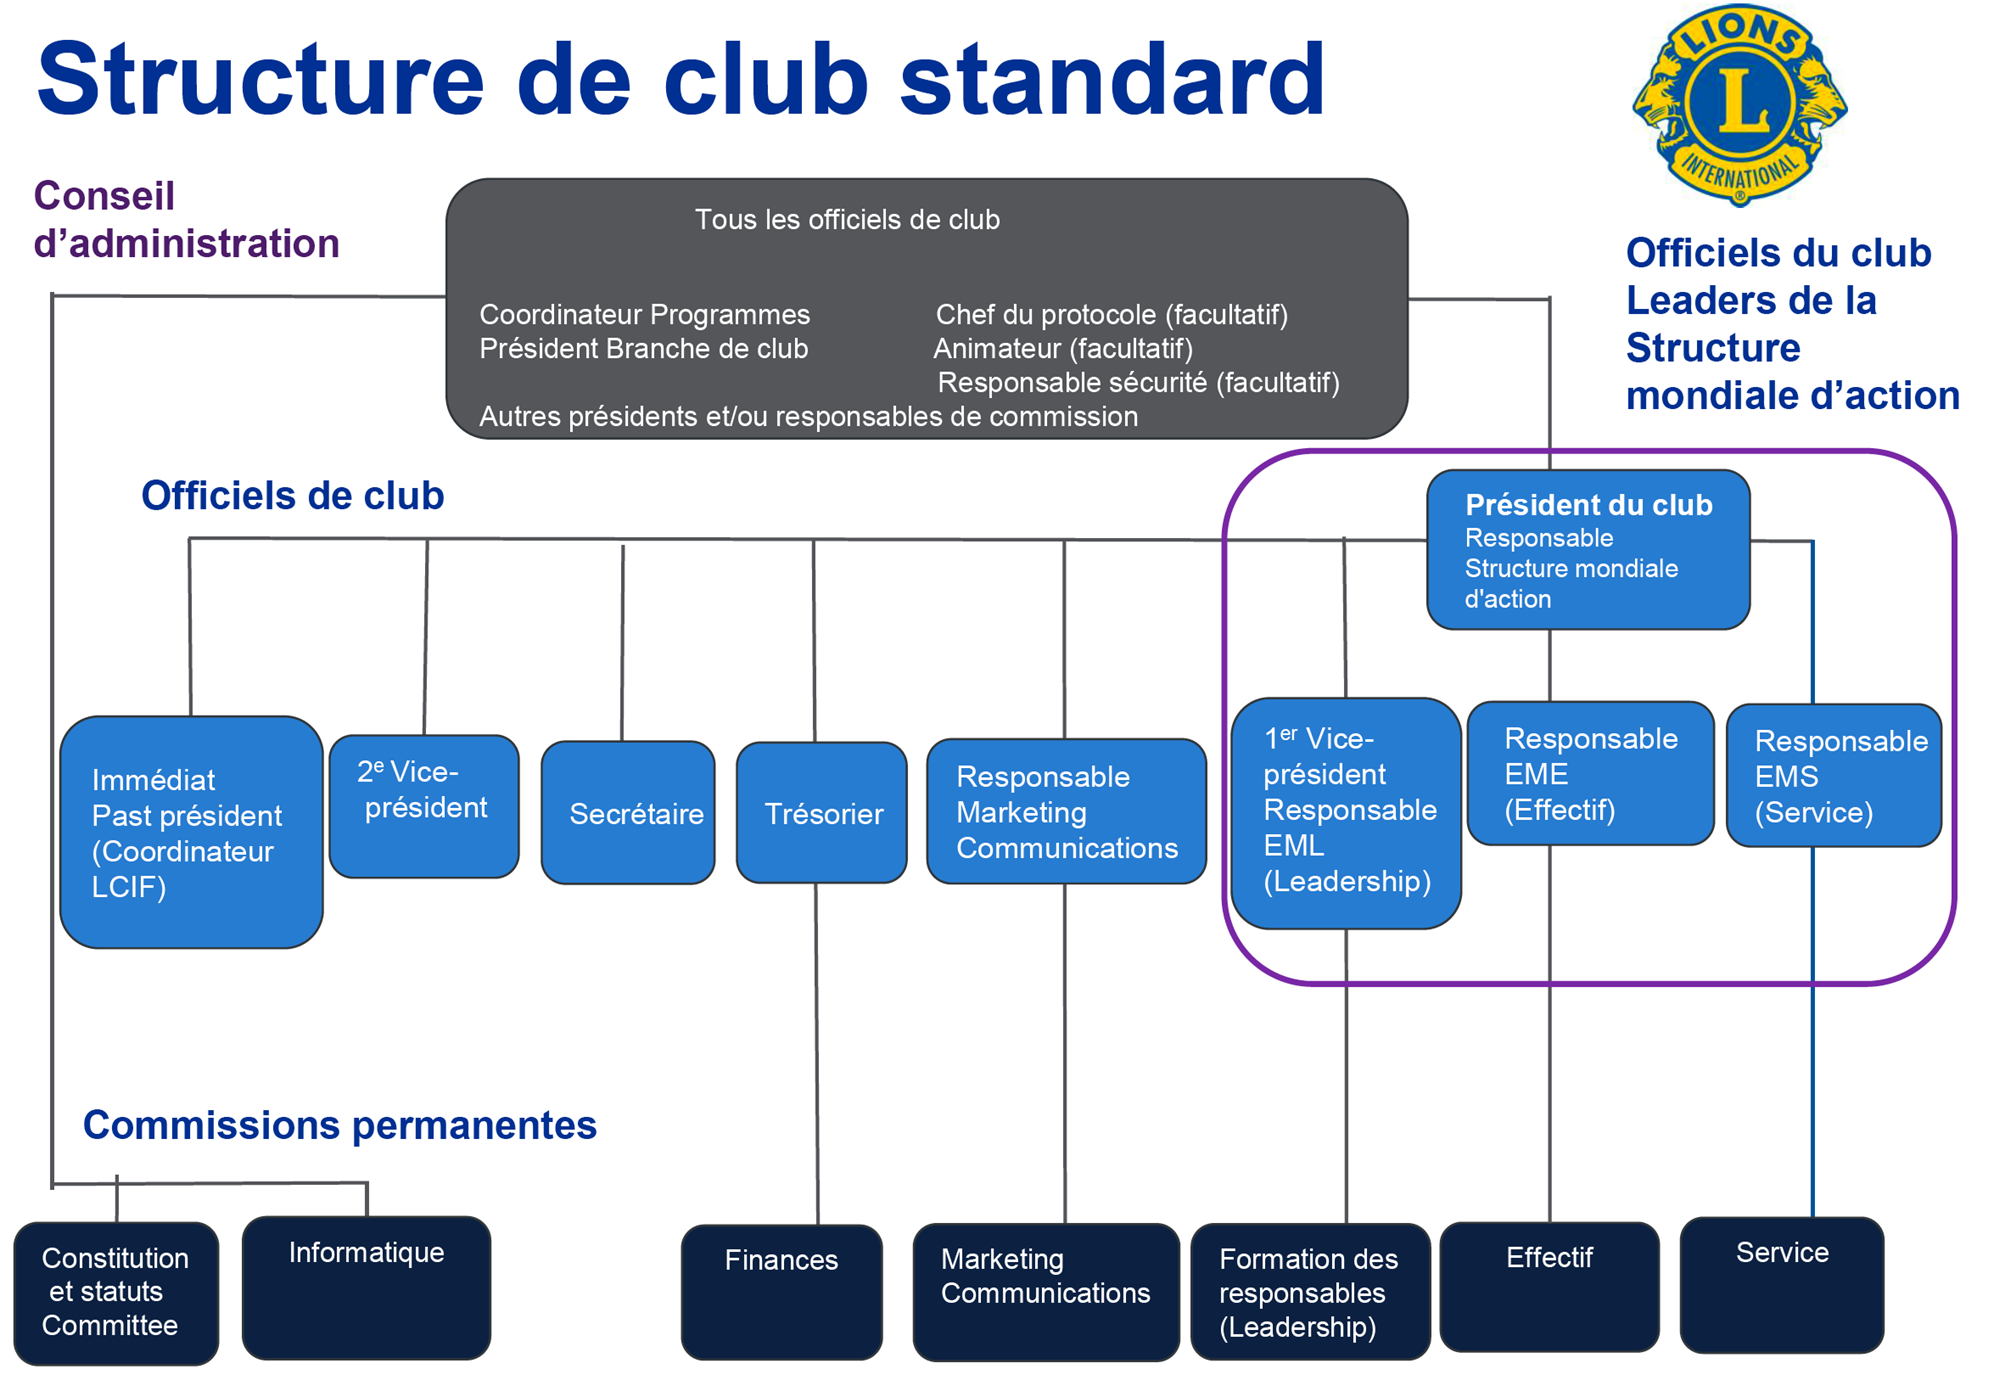 Structure de club standard
LIONS
L
INTERNATIONAL
®
Conseil
d’administration
Tous les officiels de club
Coordinateur Programmes
Chef du protocole (facultatif)
Président Branche de club
Animateur (facultatif)
Responsable sécurité (facultatif)
Autres présidents et/ou responsables de commission
Officiels du club
Leaders de la
Structure
mondiale d’action
Officiels de club
Président du club
Responsable
Structure mondiale
d'action
Immédiat
Past président
(Coordinateur
LCIF)
2e Vice-
président
Secrétaire
Trésorier
Responsable
Marketing
Communications
1er Vice-
président
Responsable
EML
(Leadership)
Responsable
EME
(Effectif)
Responsable
EMS
(Service)
Commissions permanentes
Constitution
et statuts
Committee
Informatique
Finances
Marketing
Communications
Formation des
responsables
(Leadership)
Effectif
Service